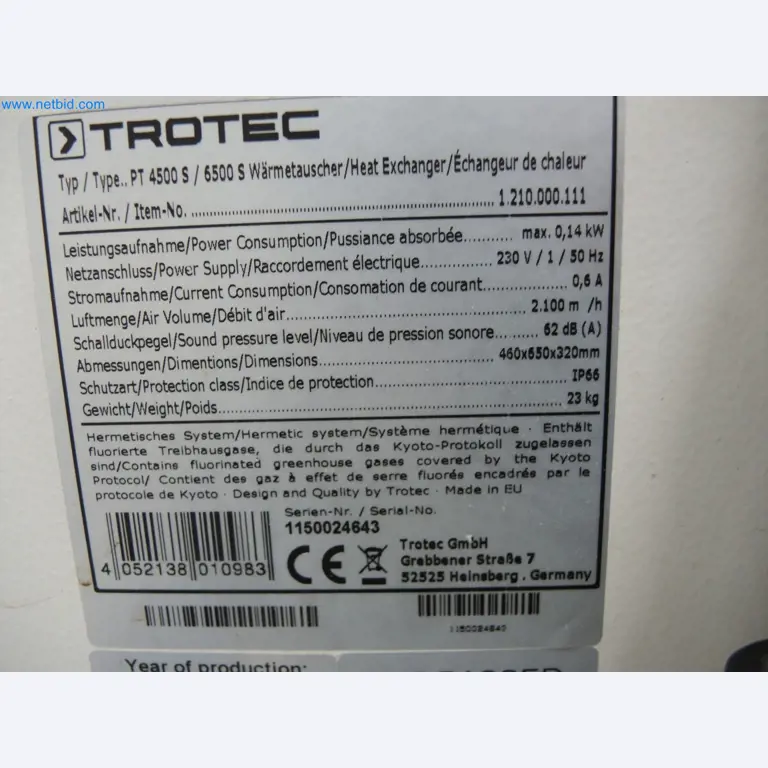 www.netbid.com
TROTEC
Typ / Type.. PT 4500 S / 6500 S Wärmetauscher/Heat Exchanger/Échangeur de chaleur
Artikel-Nr. / Item-No. .......................................................... 1.210.000.111
Leistungsaufnahme/Power Consumption/Pussiance absorbée........... max. 0,14 kW
Netzanschluss/Power Supply/Raccordement électrique................ 230 V / 1 / 50 Hz
Stromaufnahme/Current Consumption/Consomation de courant.................. 0,6 A
Luftmenge/Air Volume/Débit d'air.................................................. 2.100 m /h
Schallduckpegel/Sound pressure level/Niveau de pression sonore......... 62 dB (A)
Abmessungen/Dimentions/Dimensions..................................... 460x650x320mm
Schutzart/Protection class/Indice de protection........................................ IP66
Gewicht/Weight/Poids...................................................................... 23 kg
Hermetisches System/Hermetic system/Système hermétique · Enthält
fluorierte Treibhausgase, die durch das Kyoto-Protokoll zugelassen
sind/Contains fluorinated greenhouse gases covered by the Kyoto
Protocol/ Contient des gaz à effet de serre fluorés encadrés par le
protocole de Kyoto · Design and Quality by Trotec · Made in EU
Serien-Nr. / Serial-No.
1150024643
4 052138 010983
CE
Trotec GmbH
Grebbener Straße 7
52525 Heinsberg . Germany
Year of production: